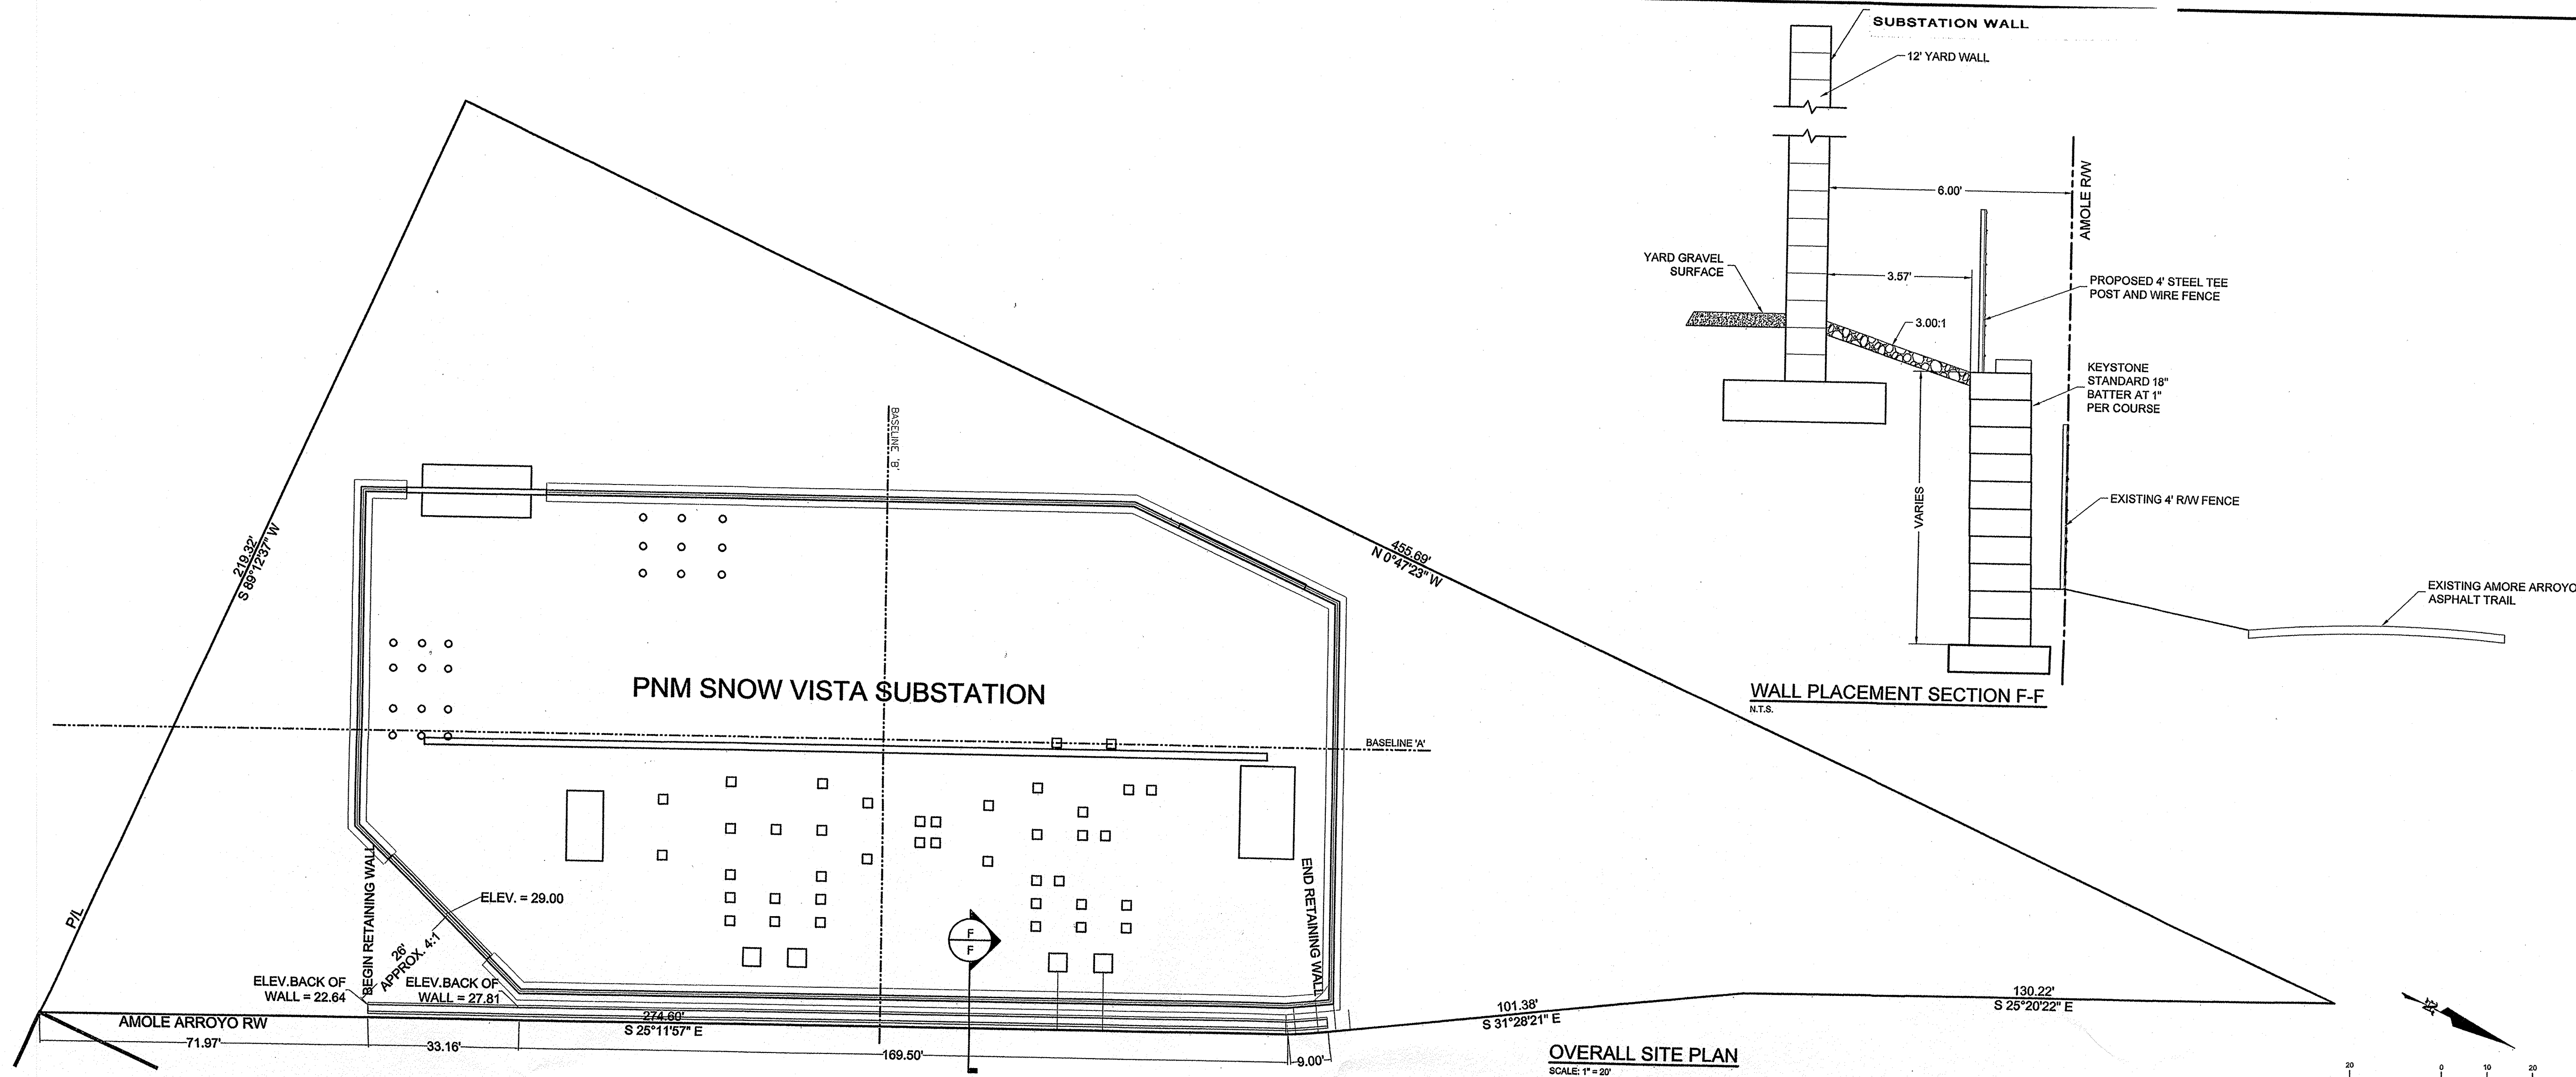 SUBSTATION WALL
12' YARD WALL
6.00'
AMOLE R/W
YARD GRAVEL
SURFACE
3.57'
PROPOSED 4' STEEL TEE
POST AND WIRE FENCE
3.00:1
KEYSTONE
STANDARD 18"
BATTER AT 1"
PER COURSE
VARIES
EXISTING 4' R/W FENCE
EXISTING AMORE ARROYO
ASPHALT TRAIL
WALL PLACEMENT SECTION F-F
N.T.S.
BASELINE 'B'
219.32'
S 89°12'37" W
455.69'
N 0°47'23" W
PNM SNOW VISTA SUBSTATION
BASELINE 'A'
P/L
BEGIN RETAINING WALL
ELEV. = 29.00
26'
APPROX. 4:1
END RETAINING WALL
F
F
ELEV.BACK OF
WALL = 22.64
ELEV.BACK OF
WALL = 27.81
AMOLE ARROYO RW
274.60'
S 25°11'57" E
101.38'
S 31°28'21" E
130.22'
S 25°20'22" E
71.97'
33.16'
169.50'
9.00'
OVERALL SITE PLAN
SCALE: 1" = 20'
20
0
10
20